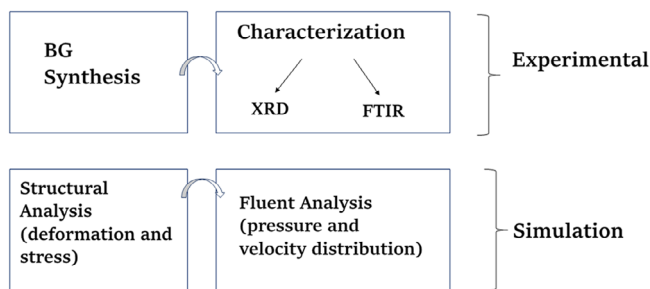 BG
Synthesis
Characterization
XRD
FTIR
Experimental
Structural
Analysis
(deformation and
stress)
Fluent Analysis
(pressure and
velocity distribution)
Simulation